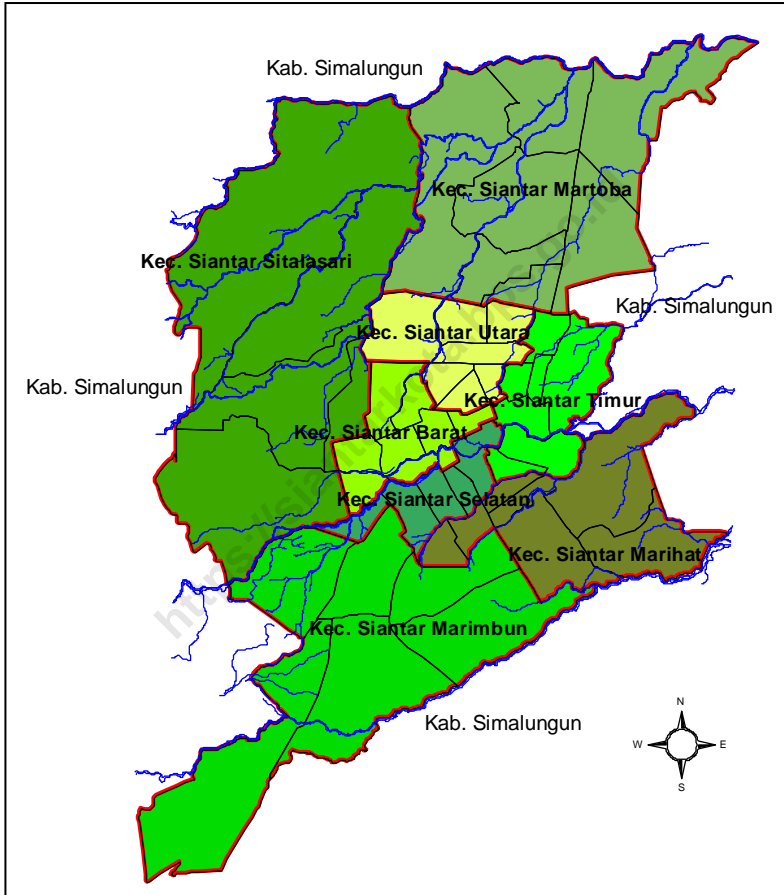 Kab. Simalungun
Kec. Siantar Martoba
Kec. Siantar Sitalasari
Kab. Simalungun
Kec. Siantar Utara
Kab. Simalungun
Kec. Siantar Timur
Kec. Siantar Barat
Kec. Siantar Selatan
Kec. Siantar Marihat
Kec. Siantar Marimbun
Kab. Simalungun
N
W
E
S